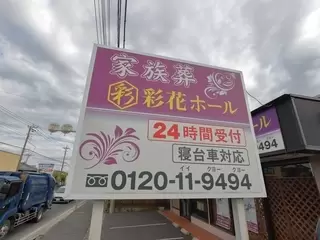 家族葬
彩 彩花ホール
24時間受付
寝台車対応
イイ クヨー クヨー
0120-11-9494
494